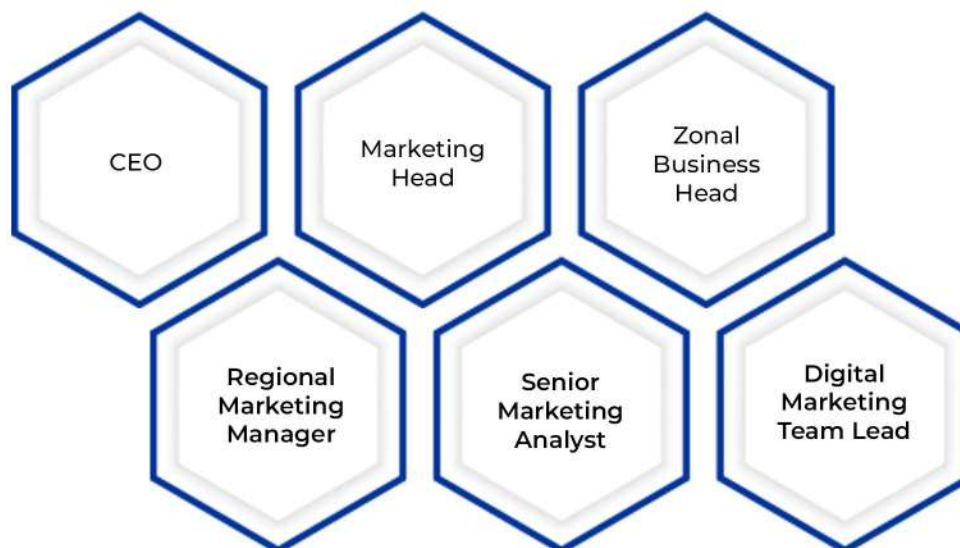 CEO
Marketing
Head
Zonal
Business
Head
Regional
Marketing
Manager
Senior
Marketing
Analyst
Digital
Marketing
Team Lead